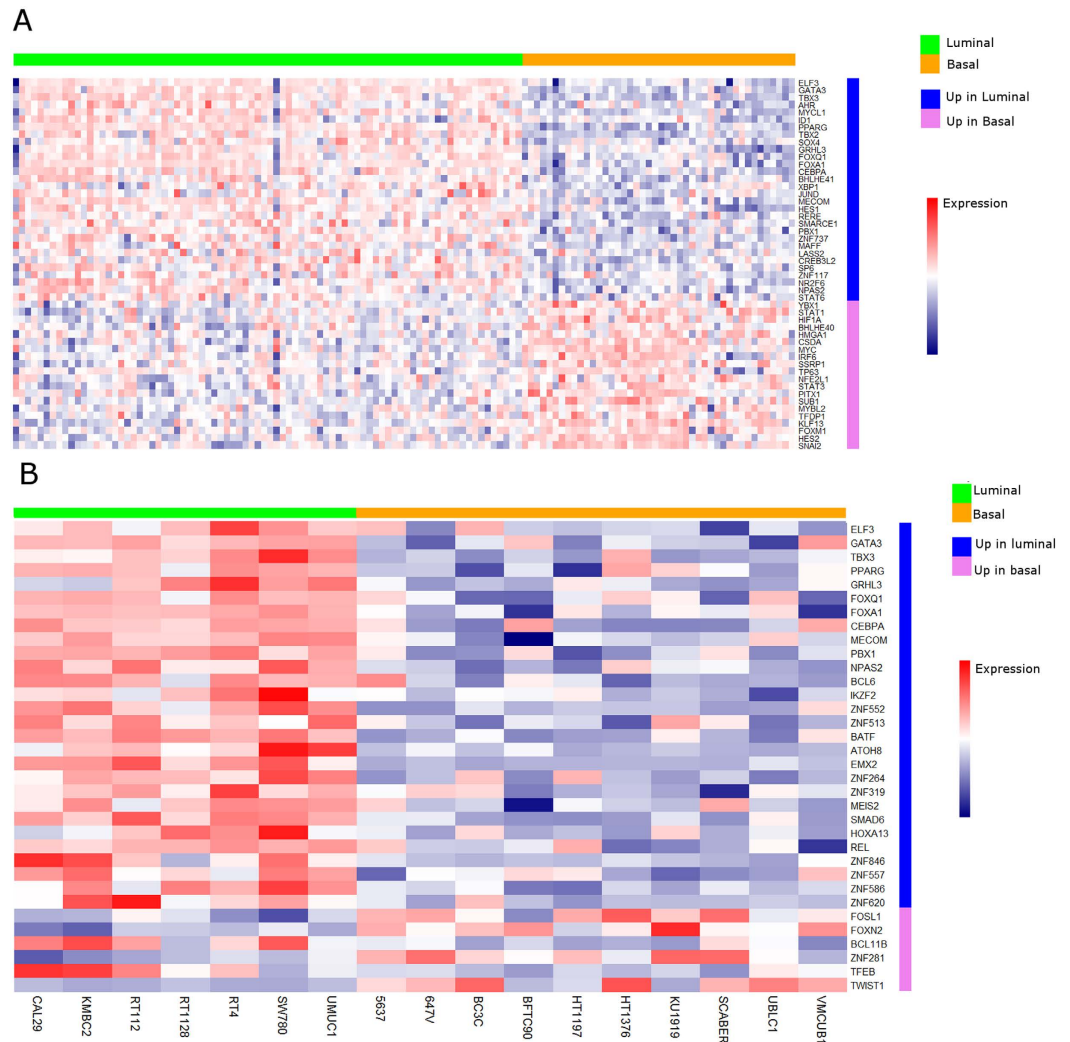 A
Luminal
Basal
Up in Luminal
Up in Basal
Expression
ELF3
GATA3
TBX3
AHR
MYCL1
ID1
PPARG
TBX2
SOX4
GRHL3
FOXQ1
FOXA1
CEBPA
BHLHE41
XBP1
JUND
MECOM
HES1
RERE
SMARCE1
PBX1
ZNF737
MAFF
LASS2
CREB3L2
SP6
ZNF117
NR2F6
NPAS2
STAT6
YBX1
STAT1
HIF1A
BHLHE40
HMGA1
CSDA
MYC
IRF6
SSRP1
TP63
NFE2L1
STAT3
PITX1
SUB1
MYBL2
TFDP1
KLF13
FOXM1
HES2
SNAI2
B
Luminal
Basal
Up in luminal
Up in basal
Expression
ELF3
GATA3
TBX3
PPARG
GRHL3
FOXQ1
FOXA1
CEBPA
MECOM
PBX1
NPAS2
BCL6
IKZF2
ZNF552
ZNF513
BATF
ATOH8
EMX2
ZNF264
ZNF319
MEIS2
SMAD6
HOXA13
REL
ZNF846
ZNF557
ZNF586
ZNF620
FOSL1
FOXN2
BCL11B
ZNF281
TFEB
TWIST1
CAL29
KMBC2
RT112
RT1128
RT4
SW780
UMUC1
5637
647V
BC3C
BFTC90
HT1197
HT1376
KU1919
SCABER
UBLC1
VMCUB1